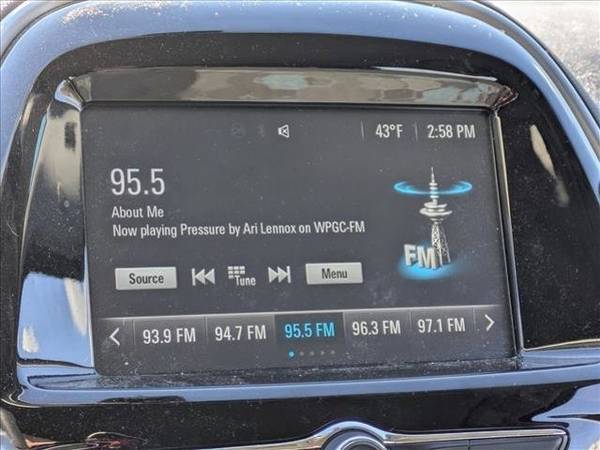 43°F 2:58 PM
95.5
About Me
Now playing Pressure by Ari Lennox on WPGC-FM
FM
Source Tune Menu
93.9 FM 94.7 FM 95.5 FM 96.3 FM 97.1 FM